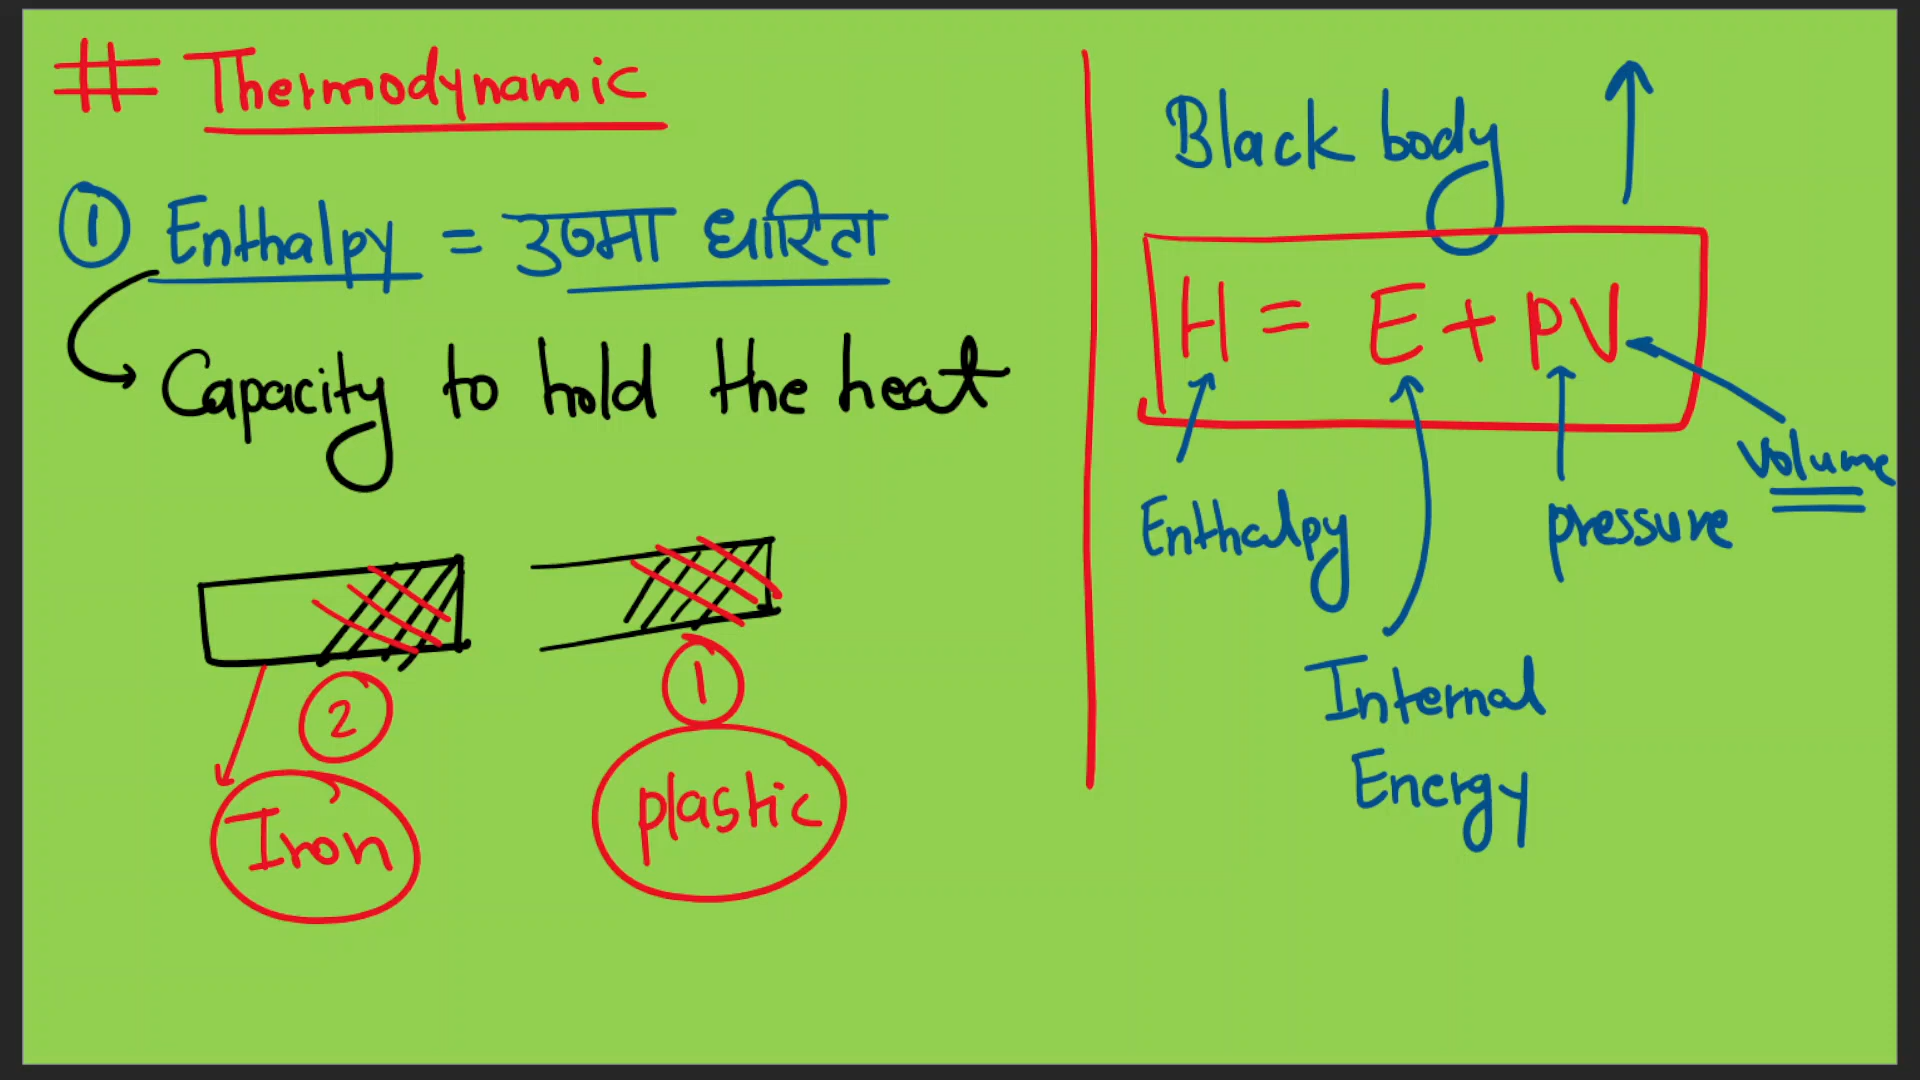 # Thermodynamic
① Enthalpy = उष्मा धारिता
Capacity to hold the heat
② ①
Iron plastic
Black body
H = E + PV
volume
Enthalpy pressure
Internal
Energy